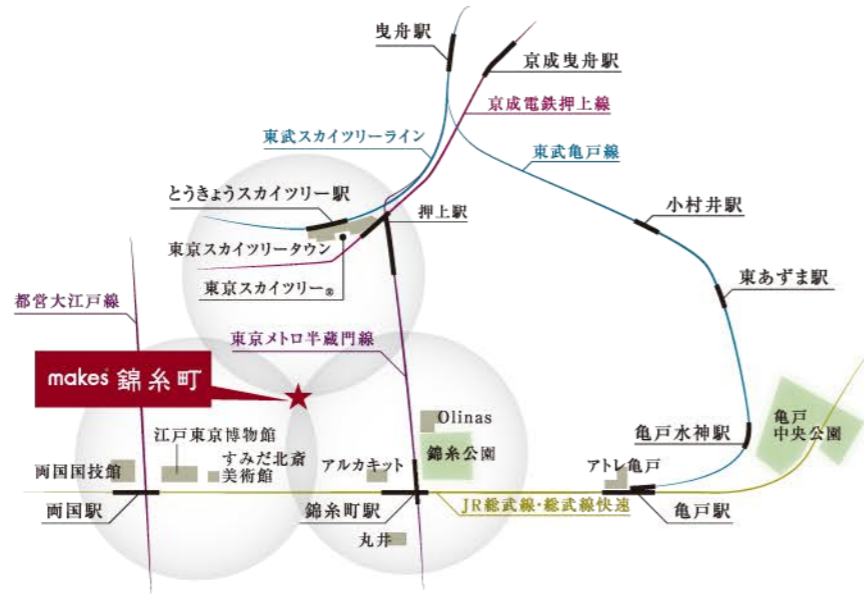 曳舟駅
京成曳舟駅
京成電鉄押上線
東武スカイツリーライン
東武亀戸線
とうきょうスカイツリー駅
押上駅
小村井駅
東京スカイツリータウン
東あずま駅
東京スカイツリー®
都営大江戸線
東京メトロ半蔵門線
makes 錦糸町
Olinas
亀戸
中央公園
江戸東京博物館
亀戸水神駅
すみだ北斎
美術館
錦糸公園
両国国技館
アルカキット
アトレ亀戸
両国駅
錦糸町駅
JR総武線・総武線快速
亀戸駅
丸井